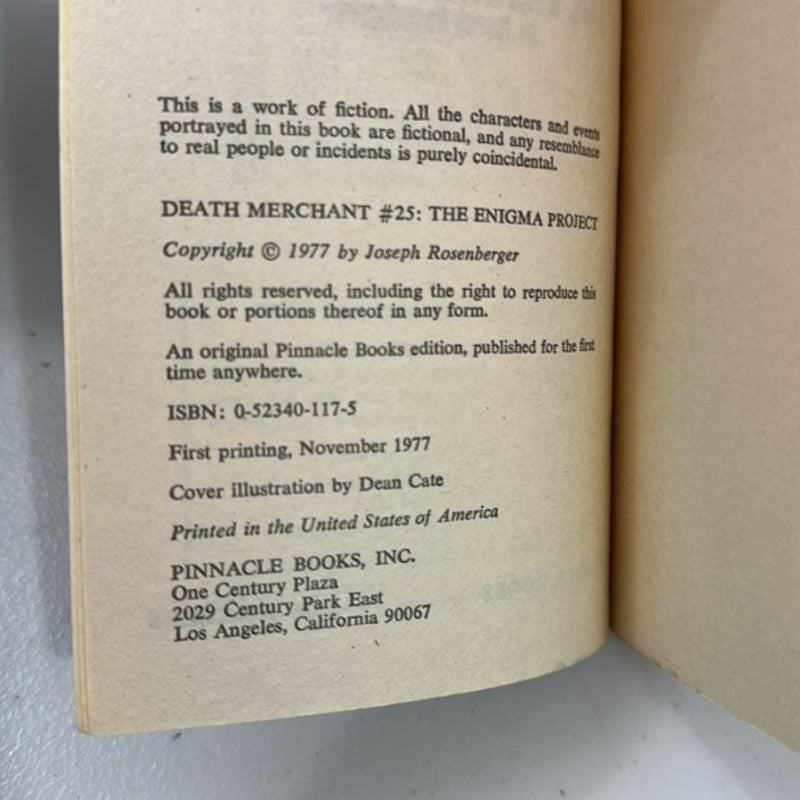 This is a work of fiction. All the characters and events
portrayed in this book are fictional, and any resemblance
to real people or incidents is purely coincidental.
DEATH MERCHANT #25: THE ENIGMA PROJECT
Copyright © 1977 by Joseph Rosenberger
All rights reserved, including the right to reproduce this
book or portions thereof in any form.
An original Pinnacle Books edition, published for the first
time anywhere.
ISBN: 0-52340-117-5
First printing, November 1977
Cover illustration by Dean Cate
Printed in the United States of America
PINNACLE BOOKS, INC.
One Century Plaza
2029 Century Park East
Los Angeles, California 90067